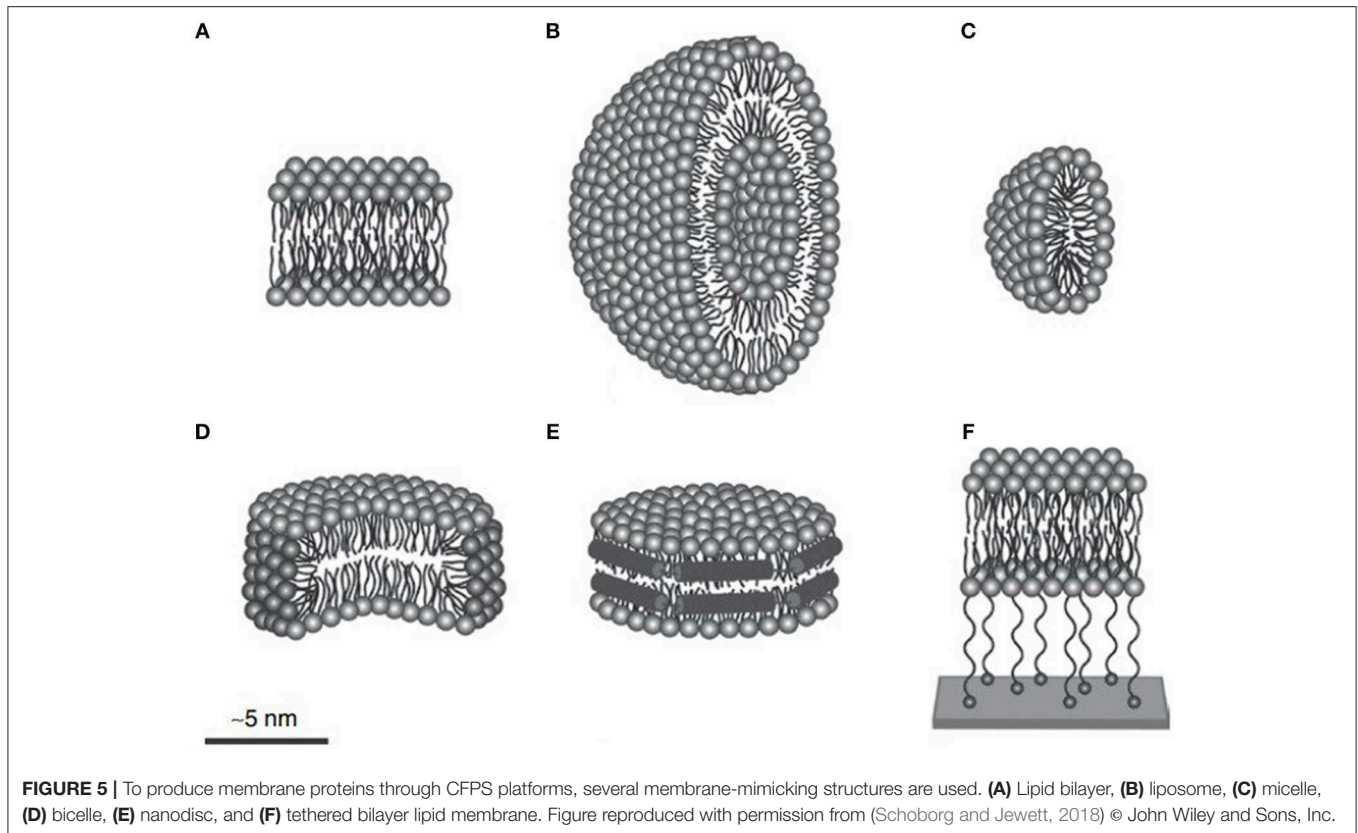 A
B
C
D
E
F
~5 nm
FIGURE 5 | To produce membrane proteins through CFPS platforms, several membrane-mimicking structures are used. (A) Lipid bilayer, (B) liposome, (C) micelle,
(D) bicelle, (E) nanodisc, and (F) tethered bilayer lipid membrane. Figure reproduced with permission from (Schoborg and Jewett, 2018) © John Wiley and Sons, Inc.